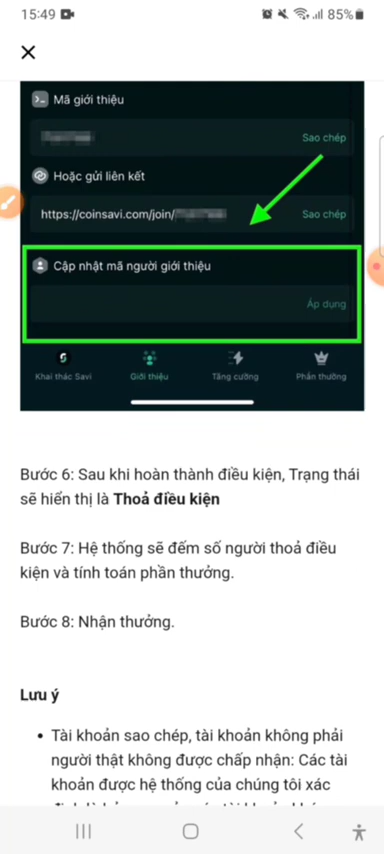 15:49
85%
Mã giới thiệu
Sao chép
Hoặc gửi liên kết
https://coinsavi.com/join/
Sao chép
Cập nhật mã người giới thiệu
Áp dụng
Khai thác Savi
Giới thiệu
Tăng cường
Phần thưởng
Bước 6: Sau khi hoàn thành điều kiện, Trạng thái
sẽ hiển thị là Thoả điều kiện
Bước 7: Hệ thống sẽ đếm số người thoả điều
kiện và tính toán phần thưởng.
Bước 8: Nhận thưởng.
Lưu ý
• Tài khoản sao chép, tài khoản không phải
người thật không được chấp nhận: Các tài
khoản được hệ thống của chúng tôi xác